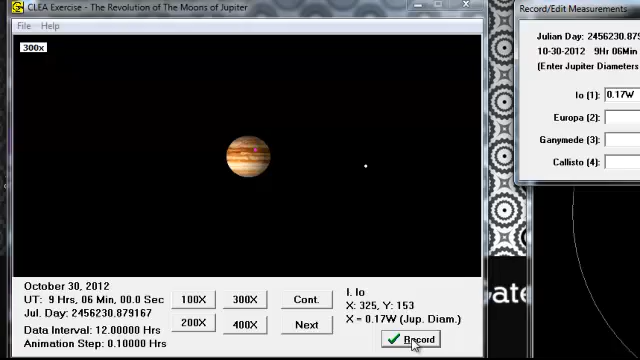 CLEA Exercise - The Revolution of The Moons of Jupiter
File Help
300x
October 30, 2012
UT: 9 Hrs, 06 Min, 00.0 Sec
Jul. Day: 2456230.879167
Data Interval: 12.00000 Hrs
Animation Step: 0.10000 Hrs
100X 300X Cont.
200X 400X Next
I. Io
X: 325, Y: 153
X = 0.17W (Jup. Diam.)
Record
Record/Edit Measurements
Julian Day: 2456230.879
10-30-2012 9Hr 06Min
(Enter Jupiter Diameters
Io (1): 0.17W
Europa (2):
Ganymede (3):
Callisto (4):
Gate